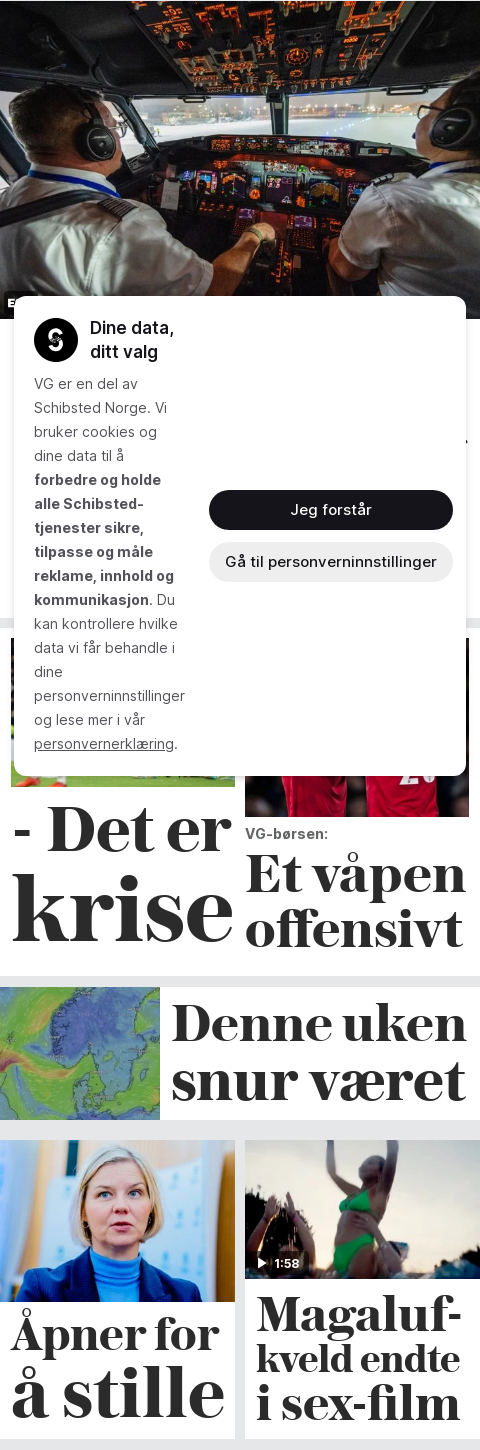 Dine data,
ditt valg
VG er en del av
Schibsted Norge. Vi
bruker cookies og
dine data til å
forbedre og holde
alle Schibsted-
tjenester sikre,
tilpasse og måle
reklame, innhold og
kommunikasjon. Du
kan kontrollere hvilke
data vi får behandle i
dine
personverninnstillinger
og lese mer i vår
personvernerklæring.
Jeg forstår
Gå til personverninnstillinger
- Det er
krise
VG-børsen:
Et våpen
offensivt
Denne uken
snur været
Åpner for
å stille
1:58
Magaluf-
kveld endte
i sex-film